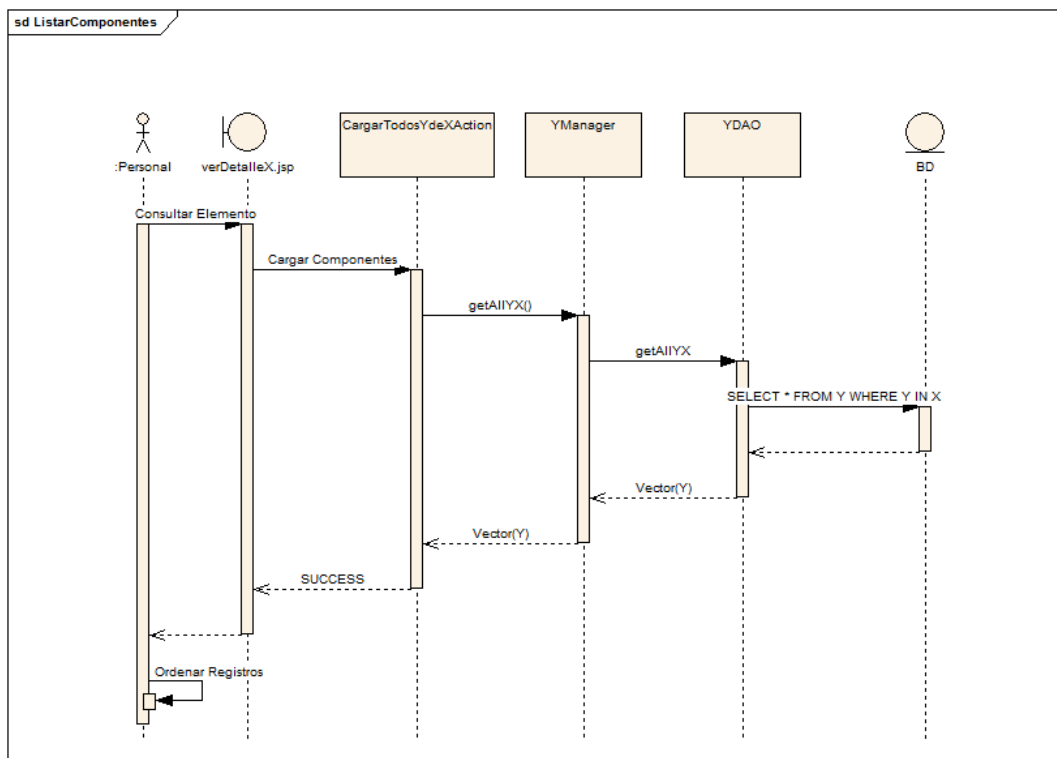 sd ListarComponentes
:Personal
verDetalleX.jsp
CargarTodosYdeXAction
YManager
YDAO
BD
Consultar Elemento
Cargar Componentes
getAllYX()
getAllYX
SELECT * FROM Y WHERE Y IN X
Vector(Y)
Vector(Y)
SUCCESS
Ordenar Registros